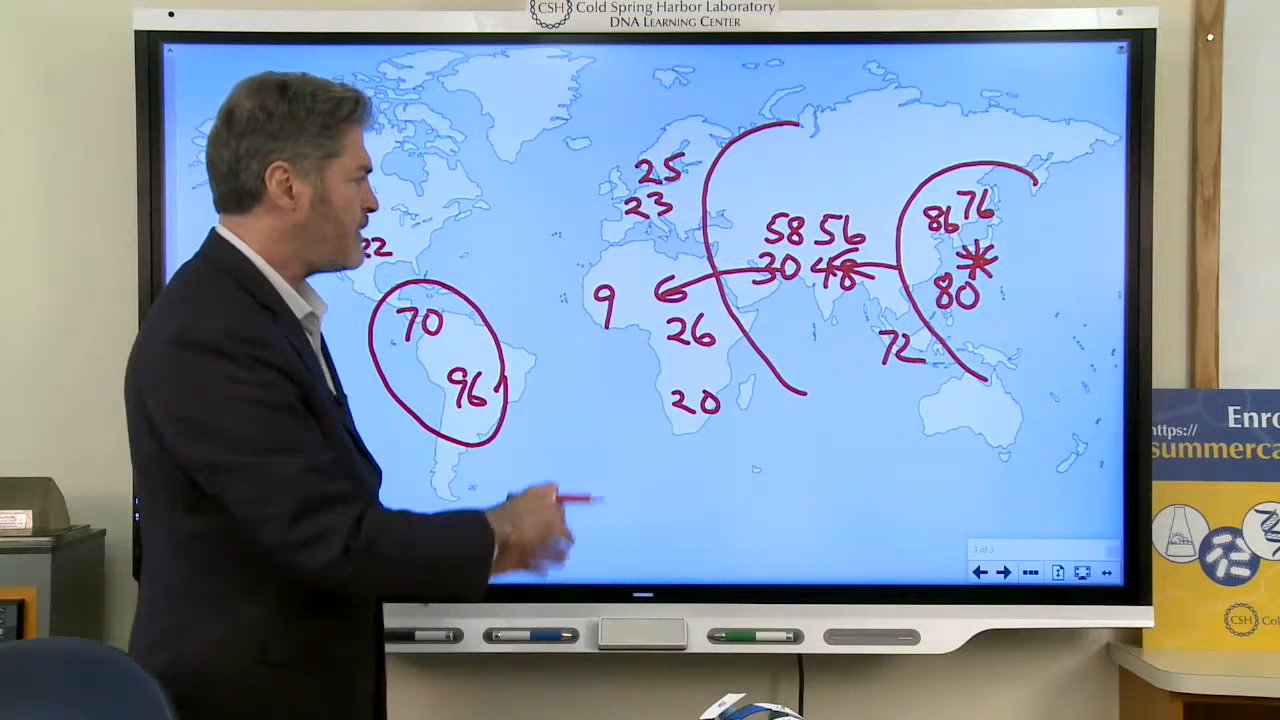 CSH Cold Spring Harbor Laboratory
DNA LEARNING CENTER
25
23
22
58 56
30 48
86 76
80
72
9
26
20
70
96
3 of 3
Enro
https://
summerca
CSH Col